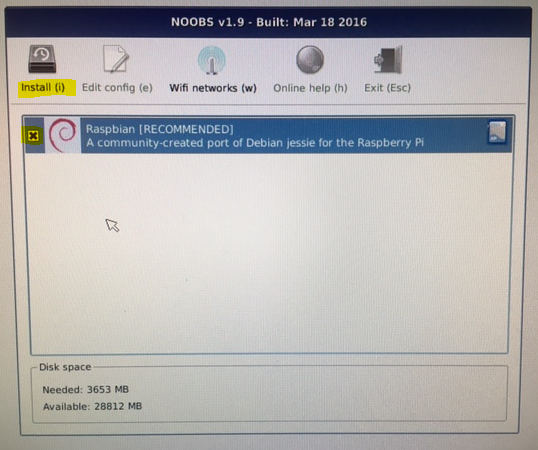 NOOBS v1.9 - Built: Mar 18 2016
Install (i) Edit config (e) Wifi networks (w) Online help (h) Exit (Esc)
Raspbian [RECOMMENDED]
A community-created port of Debian jessie for the Raspberry Pi
Disk space
Needed: 3653 MB
Available: 28812 MB